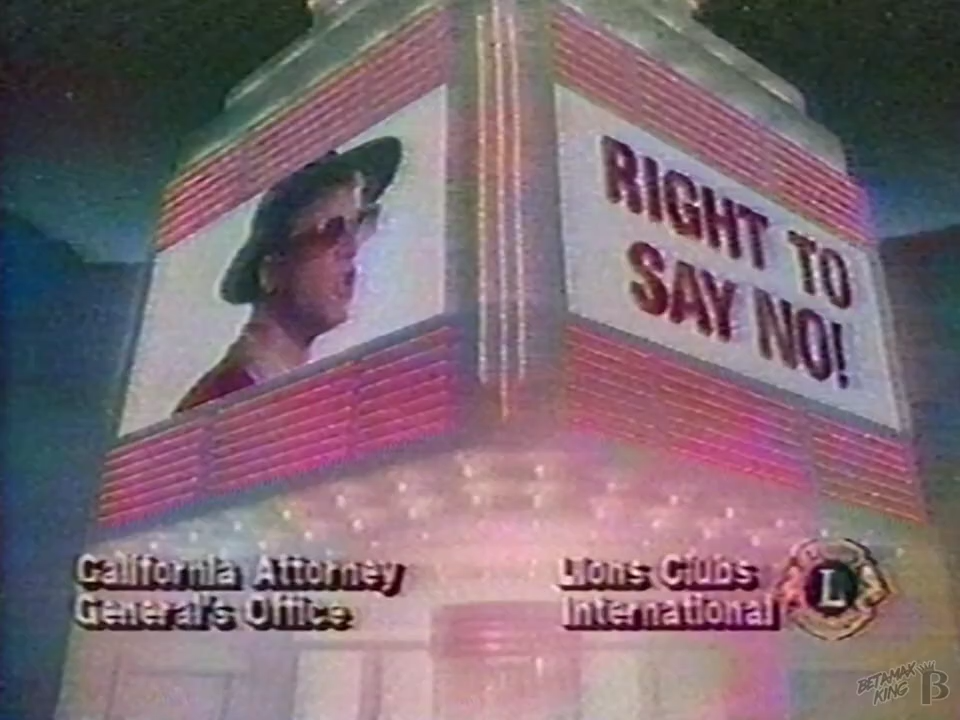 RIGHT TO
SAY NO!
California Attorney
General's Office
Lions Clubs
International
L
BETAMAX
KING
B